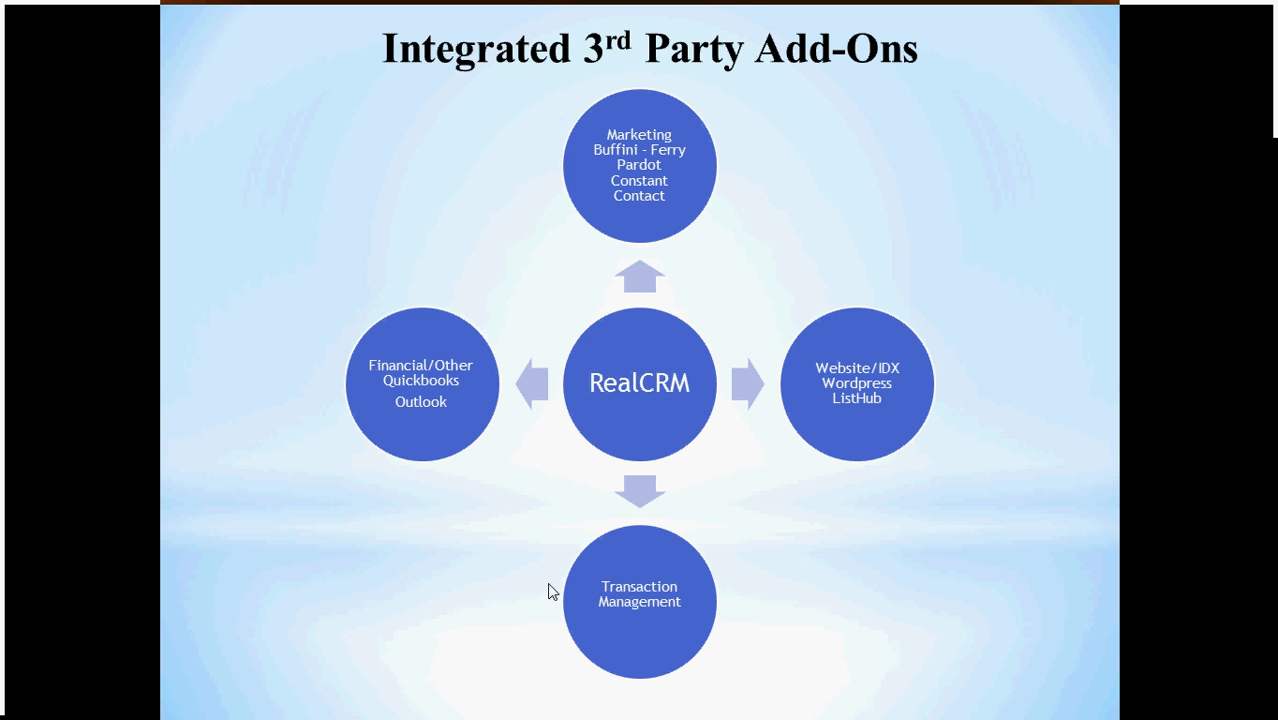 Integrated 3rd Party Add-Ons
Marketing
Buffini - Ferry
Pardot
Constant
Contact
Financial/Other
Quickbooks
Outlook
RealCRM
Website/IDX
Wordpress
ListHub
Transaction
Management